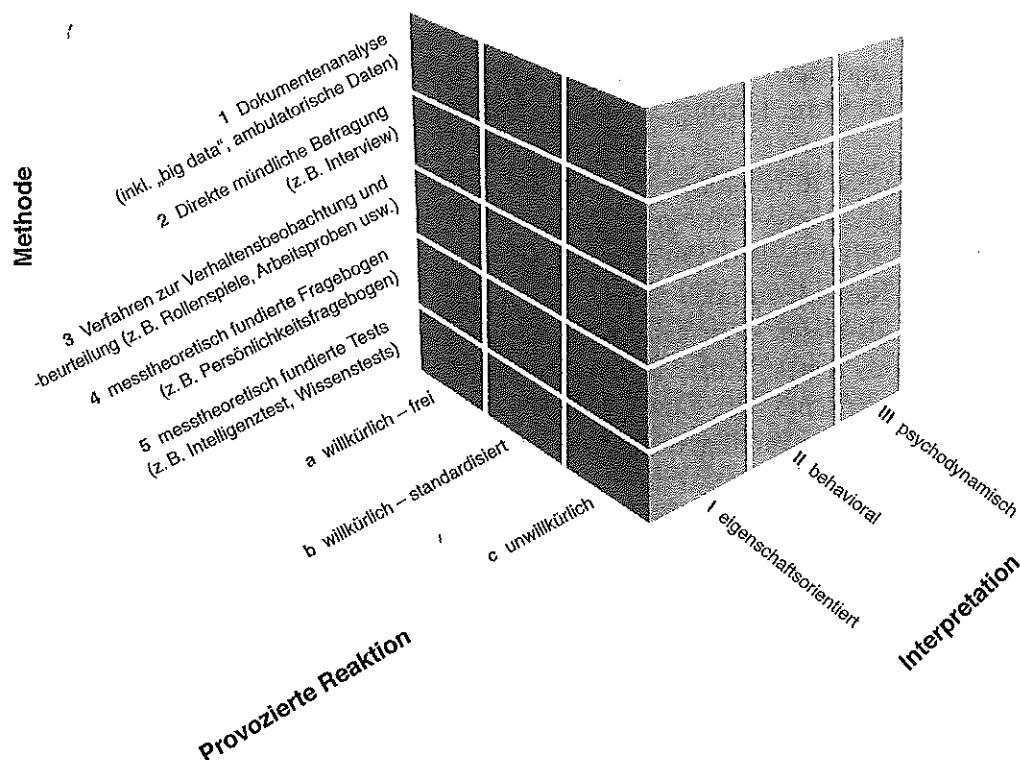 Methode
1 Dokumentenanalyse
(inkl. „big data“, ambulatorische Daten)
2 Direkte mündliche Befragung
(z. B. Interview)
3 Verfahren zur Verhaltensbeobachtung und
-beurteilung (z. B. Rollenspiele, Arbeitsproben usw.)
4 messtheoretisch fundierte Fragebogen
(z. B. Persönlichkeitsfragebogen)
5 messtheoretisch fundierte Tests
(z. B. Intelligenztest, Wissenstests)
a willkürlich – frei
b willkürlich – standardisiert
c unwillkürlich
Provozierte Reaktion
I eigenschaftsorientiert
II behavioral
III psychodynamisch
Interpretation